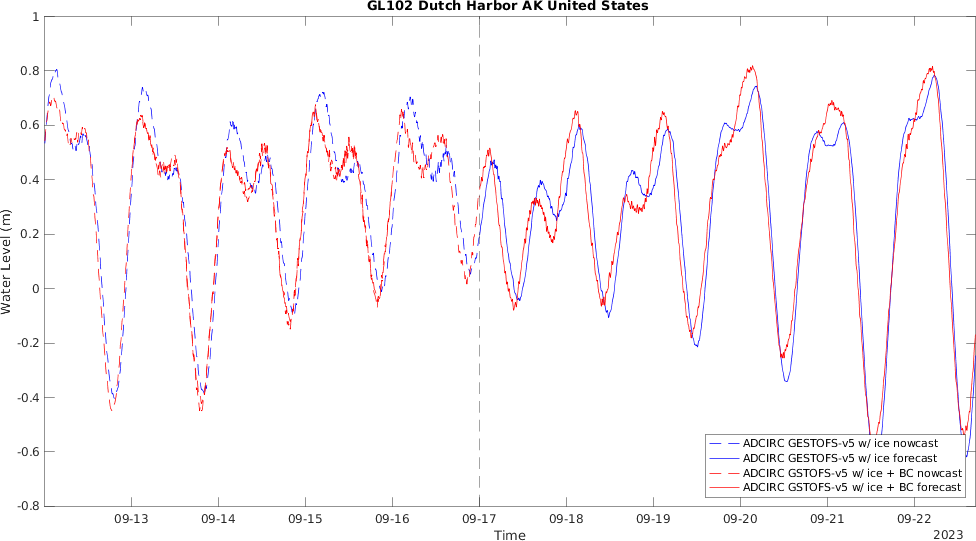 GL102 Dutch Harbor AK United States
1
0.8
0.6
0.4
0.2
0
-0.2
-0.4
-0.6
-0.8
Water Level (m)
ADCIRC GESTOFS-v5 w/ ice nowcast
ADCIRC GESTOFS-v5 w/ ice forecast
ADCIRC GSTOFS-v5 w/ ice + BC nowcast
ADCIRC GSTOFS-v5 w/ ice + BC forecast
09-13 09-14 09-15 09-16 09-17 09-18 09-19 09-20 09-21 09-22
Time
2023